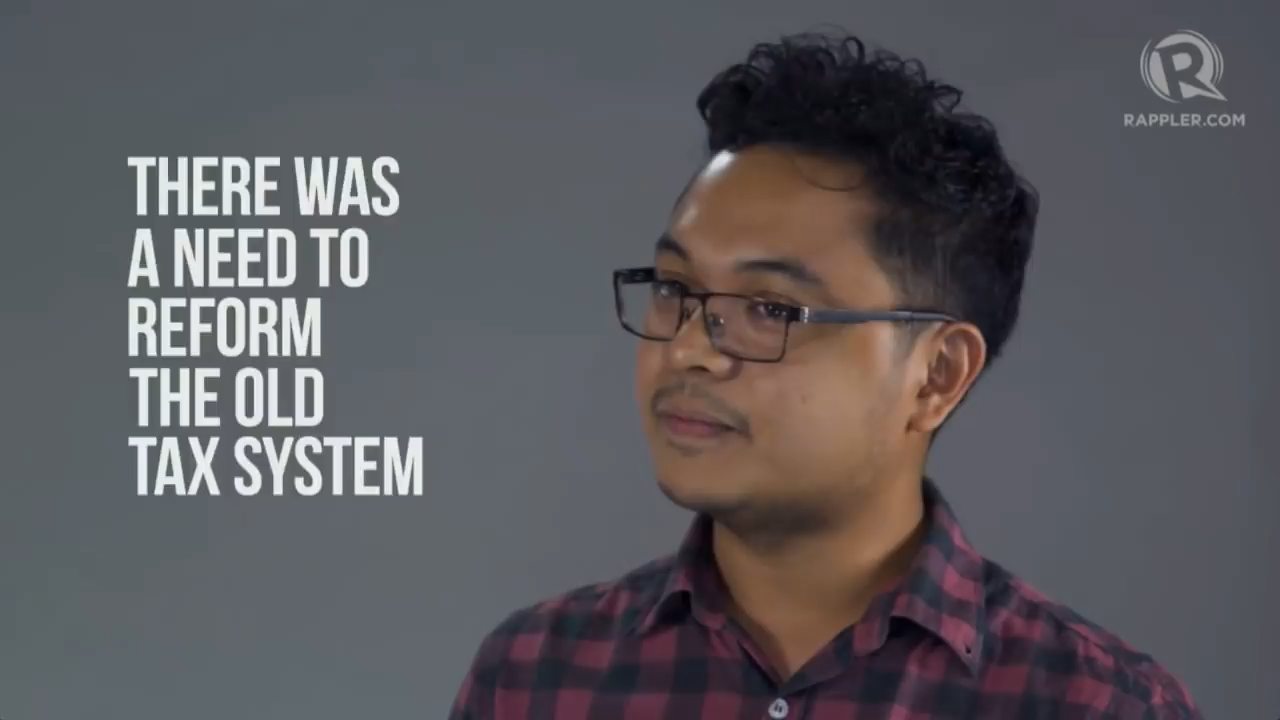 THERE WAS
A NEED TO
REFORM
THE OLD
TAX SYSTEM
R
RAPPLER.COM